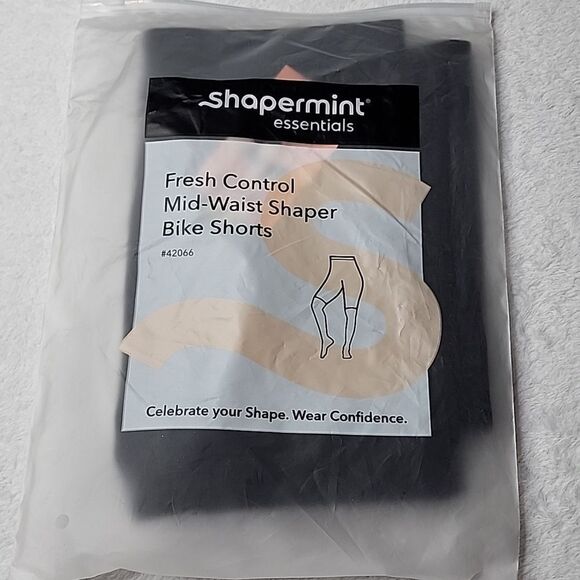 Shapermint®
essentials
Fresh Control
Mid-Waist Shaper
Bike Shorts
#42066
Celebrate your Shape. Wear Confidence.